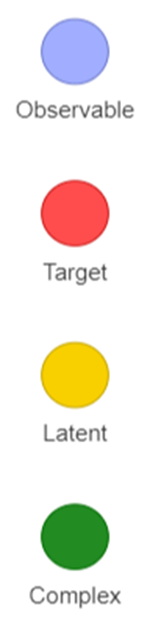 Observable
Target
Latent
Complex